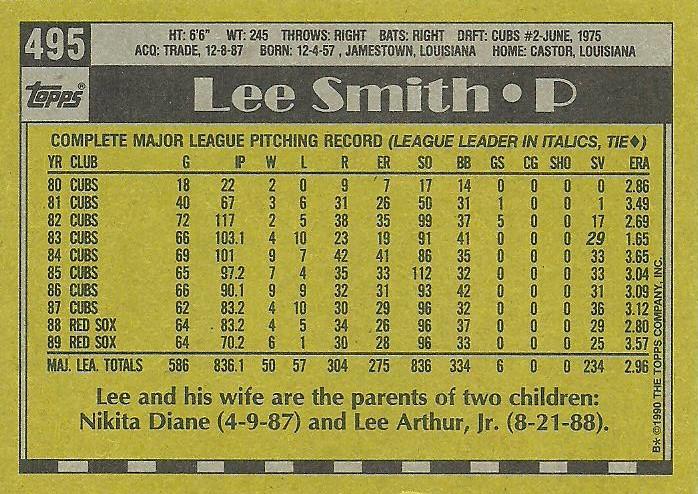 495
HT: 6'6" WT: 245 THROWS: RIGHT BATS: RIGHT DRFT: CUBS #2-JUNE, 1975
ACQ: TRADE, 12-8-87 BORN: 12-4-57, JAMESTOWN, LOUISIANA HOME: CASTOR, LOUISIANA
TOPPS®
Lee Smith • P
COMPLETE MAJOR LEAGUE PITCHING RECORD (LEAGUE LEADER IN ITALICS, TIE♦)
YR CLUB G IP W L R ER SO BB GS CG SHO SV ERA
80 CUBS 18 22 2 0 9 7 17 14 0 0 0 0 2.86
81 CUBS 40 67 3 6 31 26 50 31 1 0 0 1 3.49
82 CUBS 72 117 2 5 38 35 99 37 5 0 0 17 2.69
83 CUBS 66 103.1 4 10 23 19 91 41 0 0 0 29 1.65
84 CUBS 69 101 9 7 42 41 86 35 0 0 0 33 3.65
85 CUBS 65 97.2 7 4 35 33 112 32 0 0 0 33 3.04
86 CUBS 66 90.1 9 9 32 31 93 42 0 0 0 31 3.09
87 CUBS 62 83.2 4 10 30 29 96 32 0 0 0 36 3.12
88 RED SOX 64 83.2 4 5 34 26 96 37 0 0 0 29 2.80
89 RED SOX 64 70.2 6 1 30 28 96 33 0 0 0 25 3.57
MAJ. LEA. TOTALS 586 836.1 50 57 304 275 836 334 6 0 0 234 2.96
Lee and his wife are the parents of two children:
Nikita Diane (4-9-87) and Lee Arthur, Jr. (8-21-88).
B* ©1990 THE TOPPS COMPANY, INC.